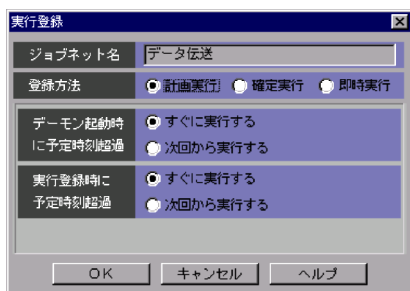 実行登録
ジョブネット名 データ伝送
登録方法 計画実行 確定実行 即時実行
デーモン起動時 すぐに実行する
に予定時刻超過 次回から実行する
実行登録時に すぐに実行する
予定時刻超過 次回から実行する
OK キャンセル ヘルプ